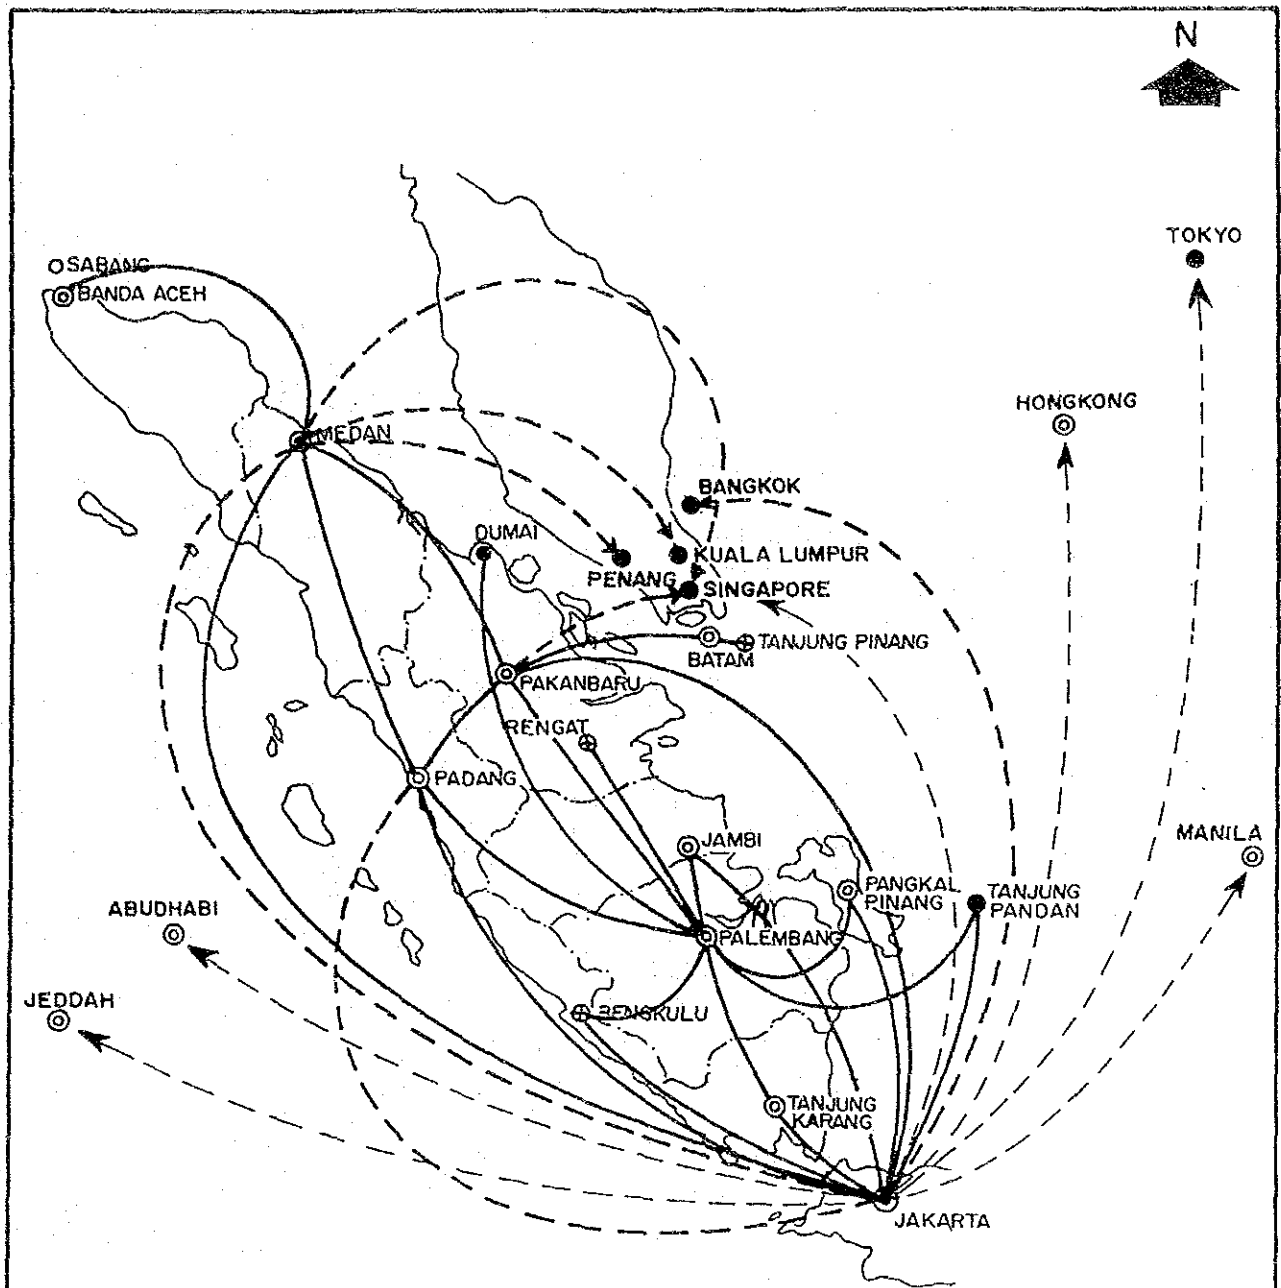 N
TOKYO
SABANG
BANDA ACEH
HONGKONG
MEDAN
BANGKOK
DUMAI
KUALA LUMPUR
PENANG
SINGAPORE
TANJUNG PINANG
BATAM
PAKANBARU
RENGAT
PADANG
MANILA
JAMBI
PANGKAL
PINANG
TANJUNG
PANDAN
ABUDHABI
PALEMBANG
JEDDAH
BENGKULU
TANJUNG
KARANG
JAKARTA